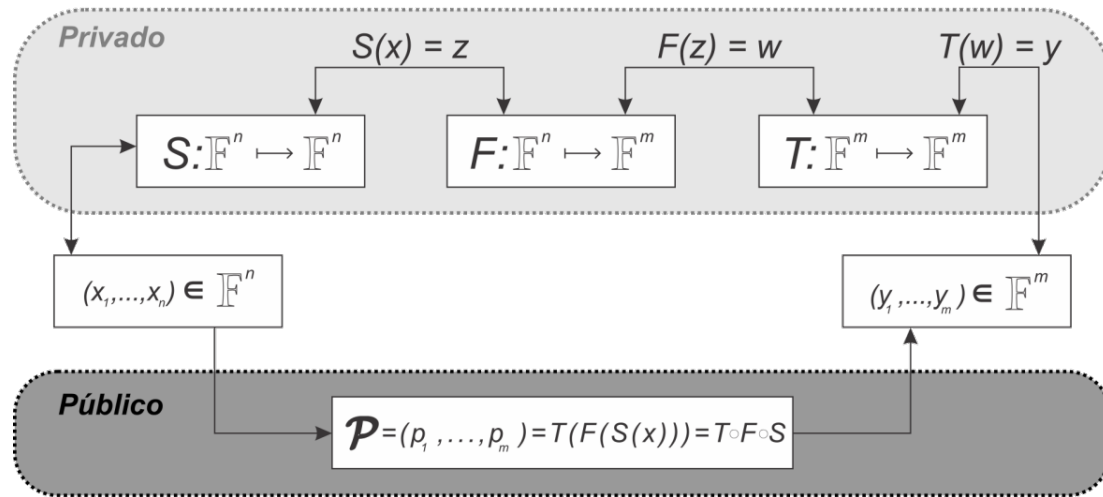 Privado
S(x) = z
F(z) = w
T(w) = y
S: 𝔽ⁿ ⟼ 𝔽ⁿ
F: 𝔽ⁿ ⟼ 𝔽ᵐ
T: 𝔽ᵐ ⟼ 𝔽ᵐ
(x₁,...,xₙ) ∈ 𝔽ⁿ
(y₁,...,yₘ) ∈ 𝔽ᵐ
Público
𝓟=(p₁,...,pₘ)=T(F(S(x)))=T∘F∘S